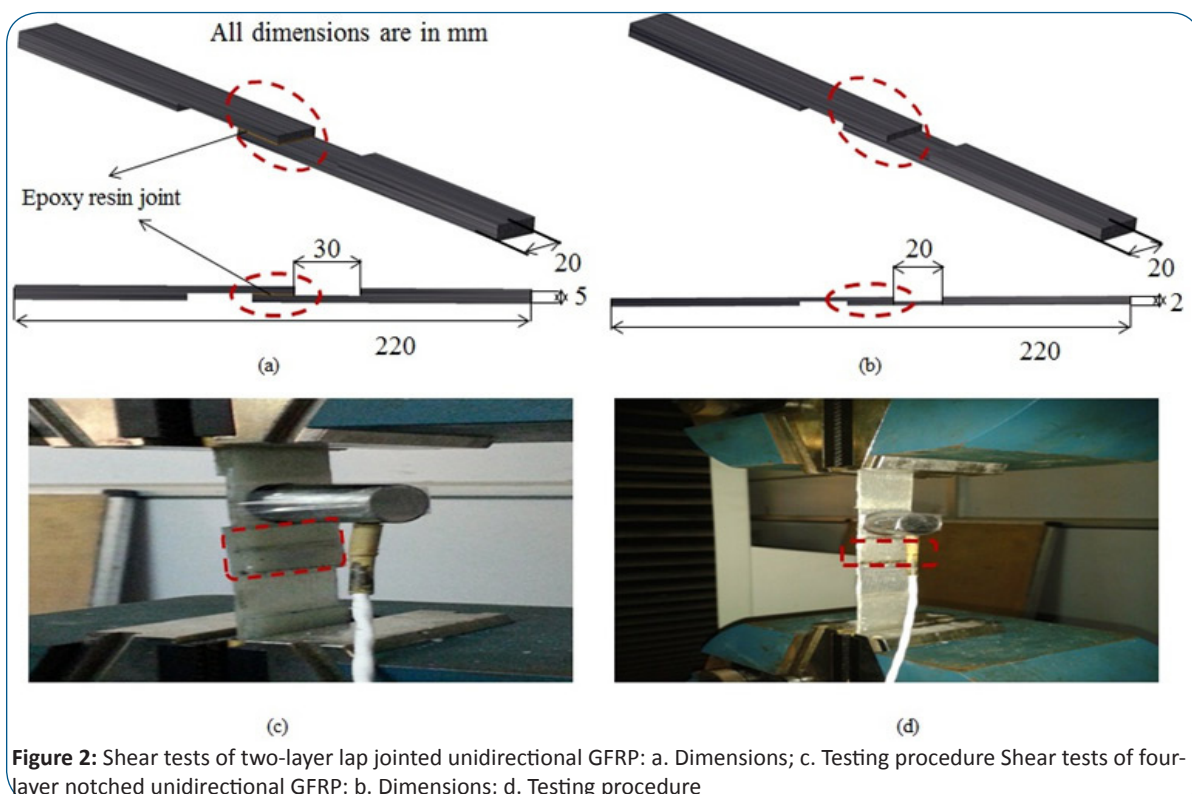 All dimensions are in mm
Epoxy resin joint
30
20
5
220
(a)
20
20
2
220
(b)
(c)
(d)
Figure 2: Shear tests of two-layer lap jointed unidirectional GFRP: a. Dimensions; c. Testing procedure Shear tests of four-
layer notched unidirectional GFRP: b. Dimensions; d. Testing procedure